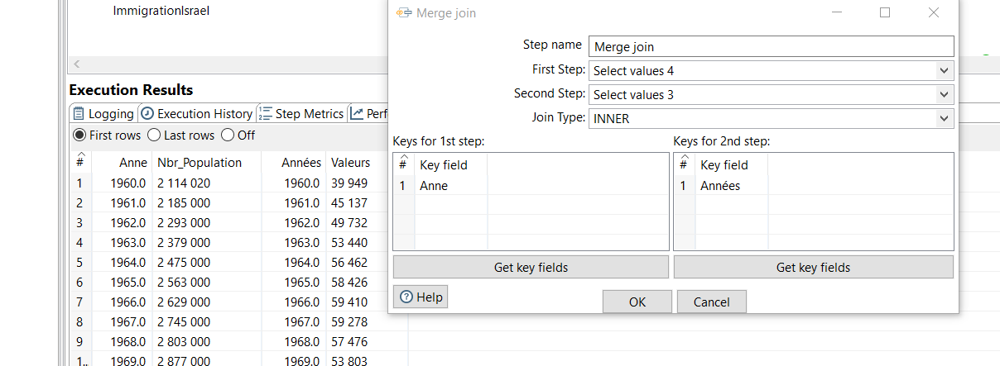 ImmigrationIsrael
Merge join
Step name Merge join
First Step: Select values 4
Second Step: Select values 3
Join Type: INNER
Keys for 1st step: Keys for 2nd step:
# Key field # Key field
1 Anne 1 Années
Get key fields Get key fields
Help OK Cancel
Execution Results
Logging Execution History Step Metrics Perf
First rows Last rows Off
# Anne Nbr_Population Années Valeurs
1 1960.0 2 114 020 1960.0 39 949
2 1961.0 2 185 000 1961.0 45 137
3 1962.0 2 293 000 1962.0 49 732
4 1963.0 2 379 000 1963.0 53 440
5 1964.0 2 475 000 1964.0 56 462
6 1965.0 2 563 000 1965.0 58 426
7 1966.0 2 629 000 1966.0 59 410
8 1967.0 2 745 000 1967.0 59 278
9 1968.0 2 803 000 1968.0 57 476
1.. 1969.0 2 877 000 1969.0 53 803